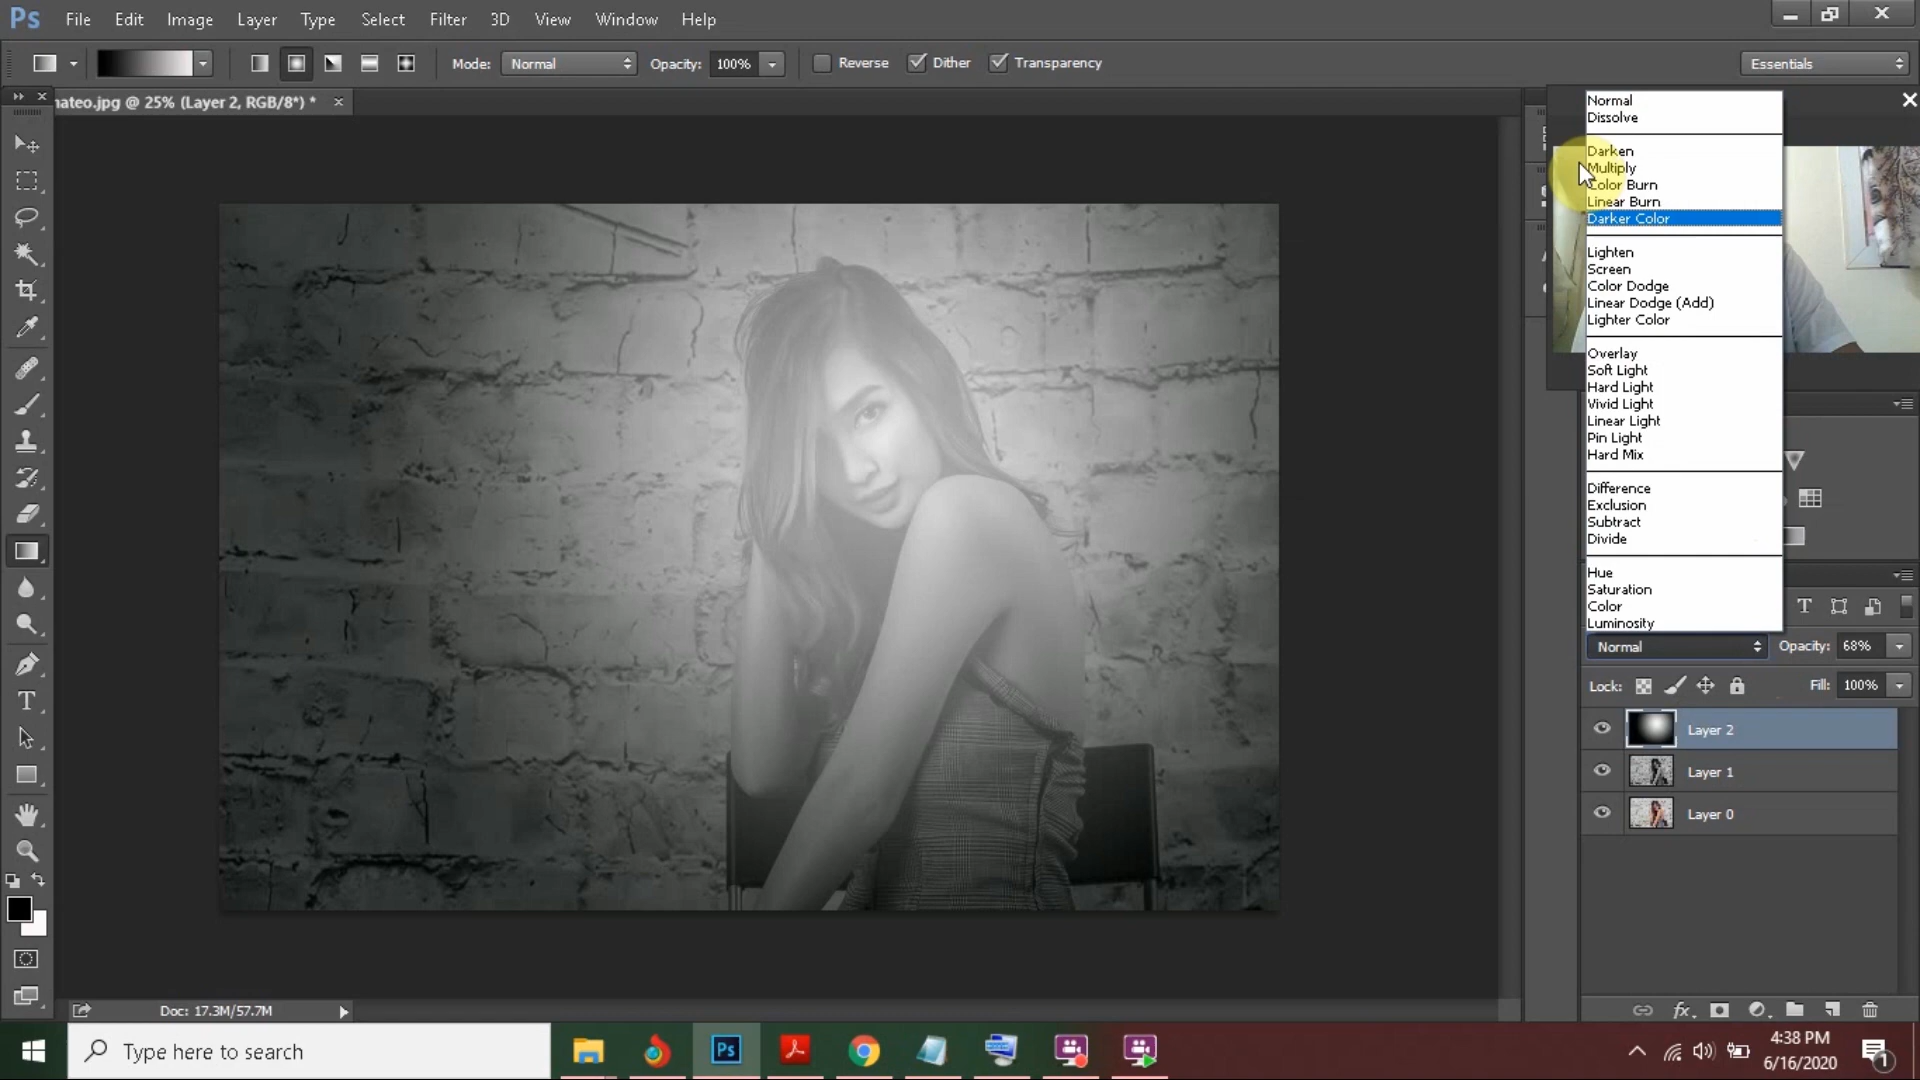 Ps File Edit Image Layer Type Select Filter 3D View Window Help
Mode: Normal Opacity: 100% Reverse Dither Transparency Essentials
ateo.jpg @ 25% (Layer 2, RGB/8*) *
Normal
Dissolve
Darken
Multiply
Color Burn
Linear Burn
Darker Color
Lighten
Screen
Color Dodge
Linear Dodge (Add)
Lighter Color
Overlay
Soft Light
Hard Light
Vivid Light
Linear Light
Pin Light
Hard Mix
Difference
Exclusion
Subtract
Divide
Hue
Saturation
Color
Luminosity
Normal Opacity: 68%
Lock: Fill: 100%
Layer 2
Layer 1
Layer 0
Doc: 17.3M/57.7M
Type here to search
Ps
4:38 PM
6/16/2020
1